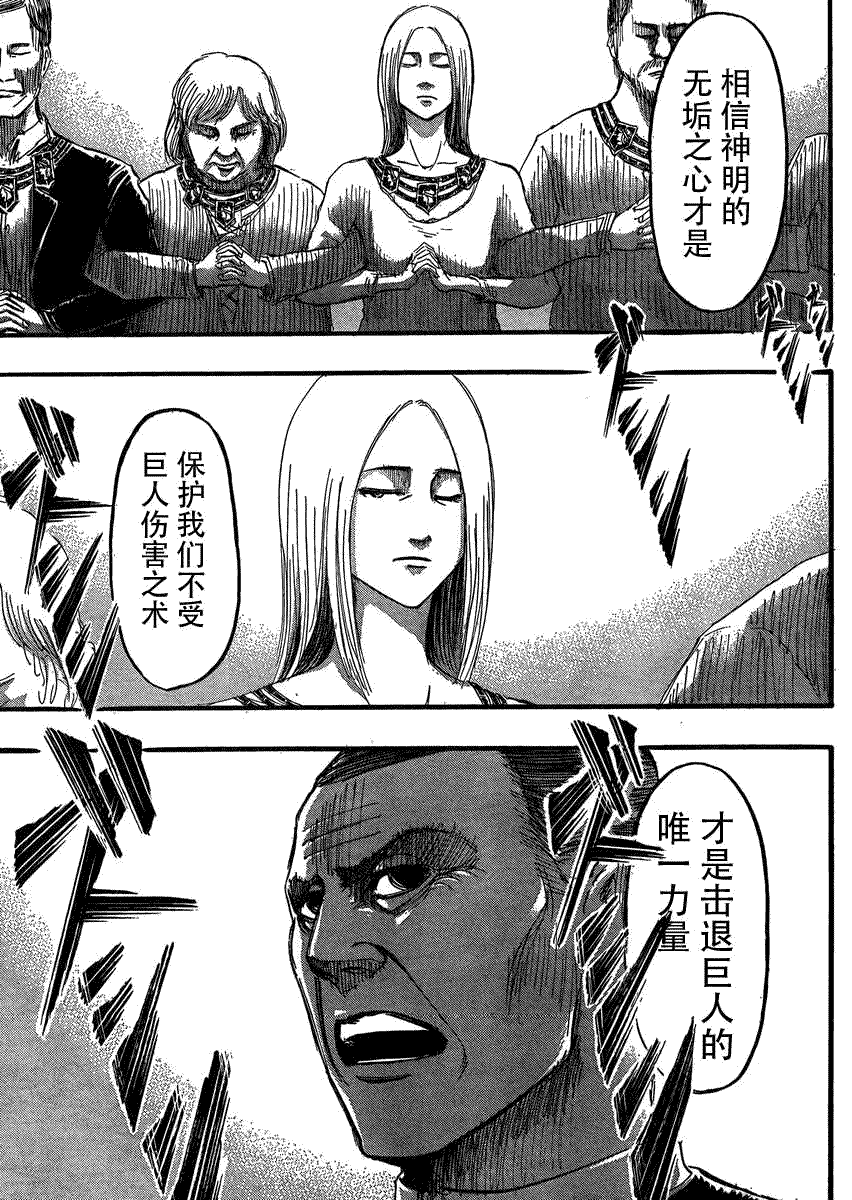 相信神明的
无垢之心才是
保护我们不受
巨人伤害之术
才是击退巨人的
唯一力量